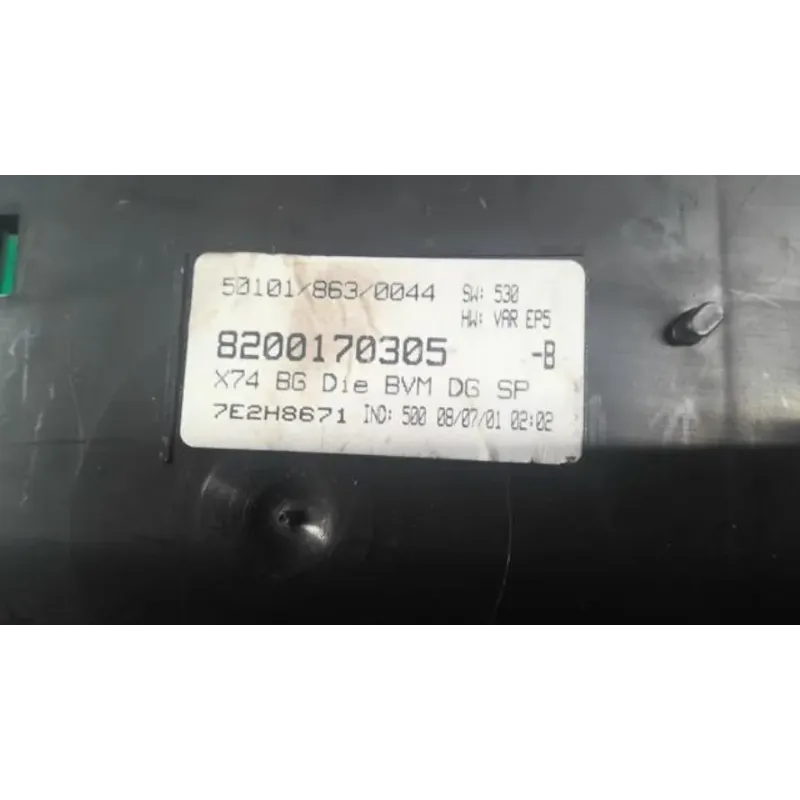 50101/863/0044 SW: 530
HW: VAR EP5
8200170305 -B
X74 BG Die BVM DG SP
7E2H8671 IND: 500 08/07/01 02:02